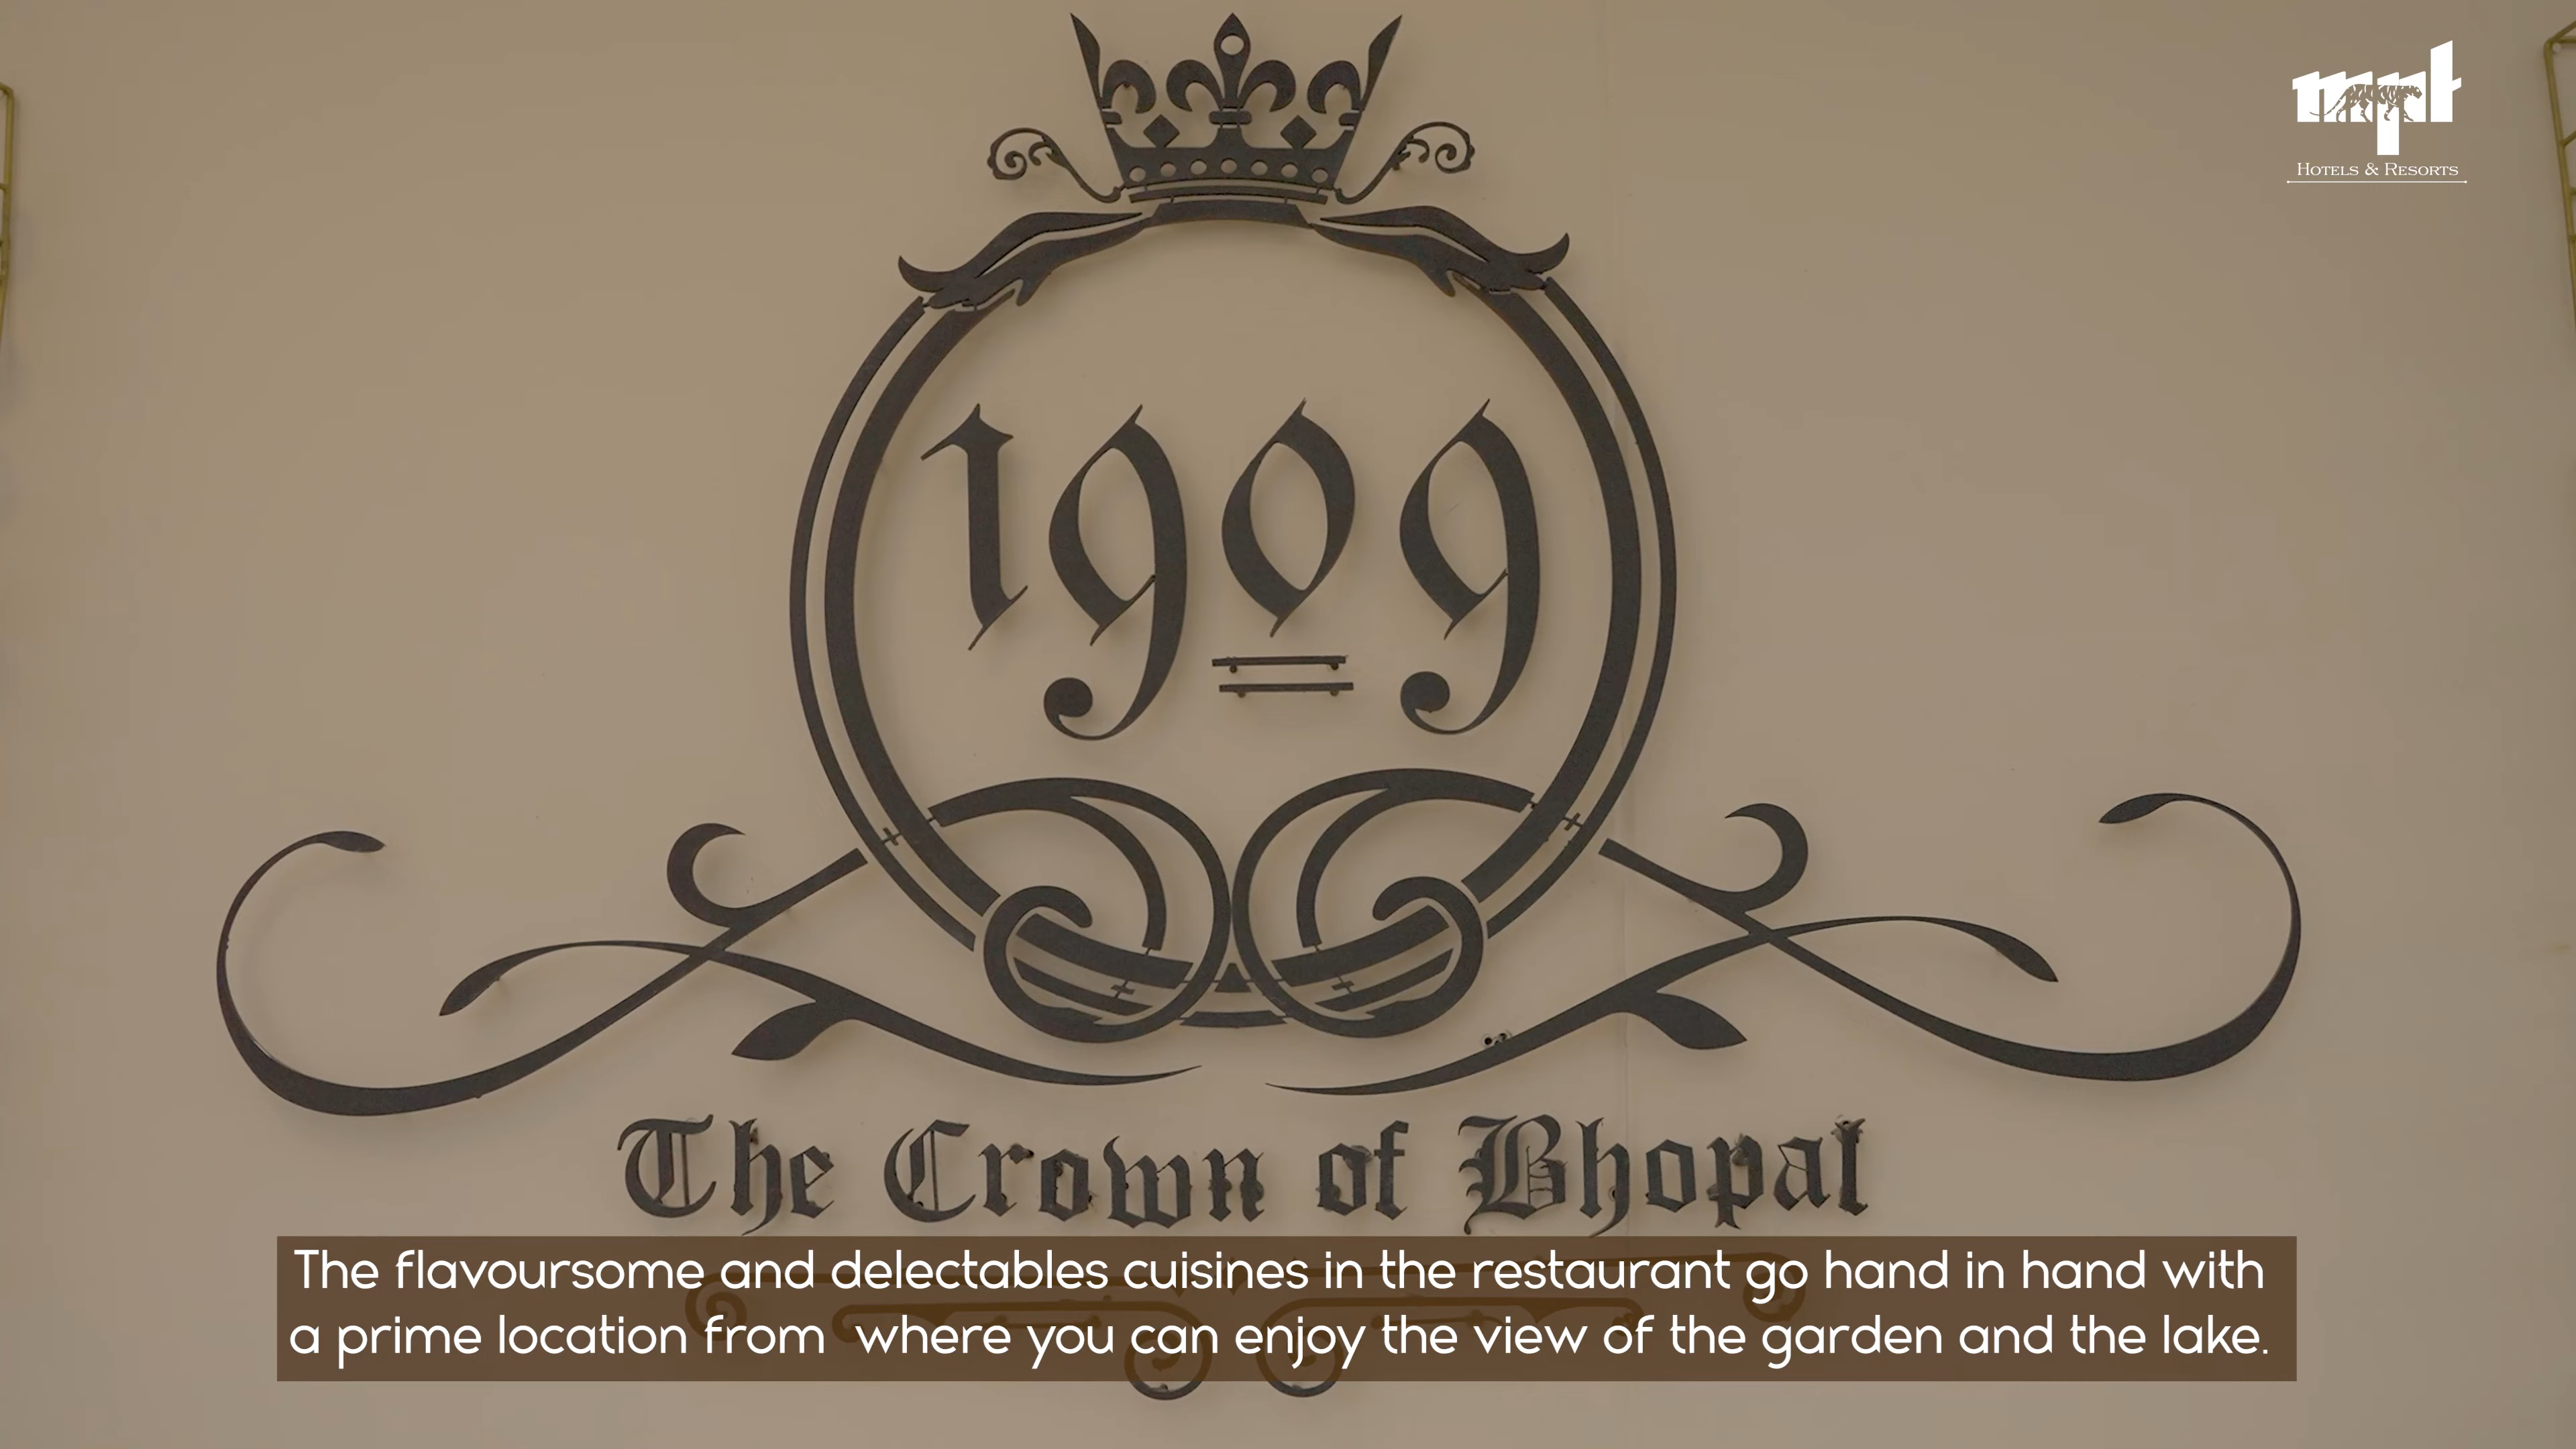 mpt
HOTELS & RESORTS
1909
The Crown of Bhopal
The flavoursome and delectables cuisines in the restaurant go hand in hand with
a prime location from where you can enjoy the view of the garden and the lake.